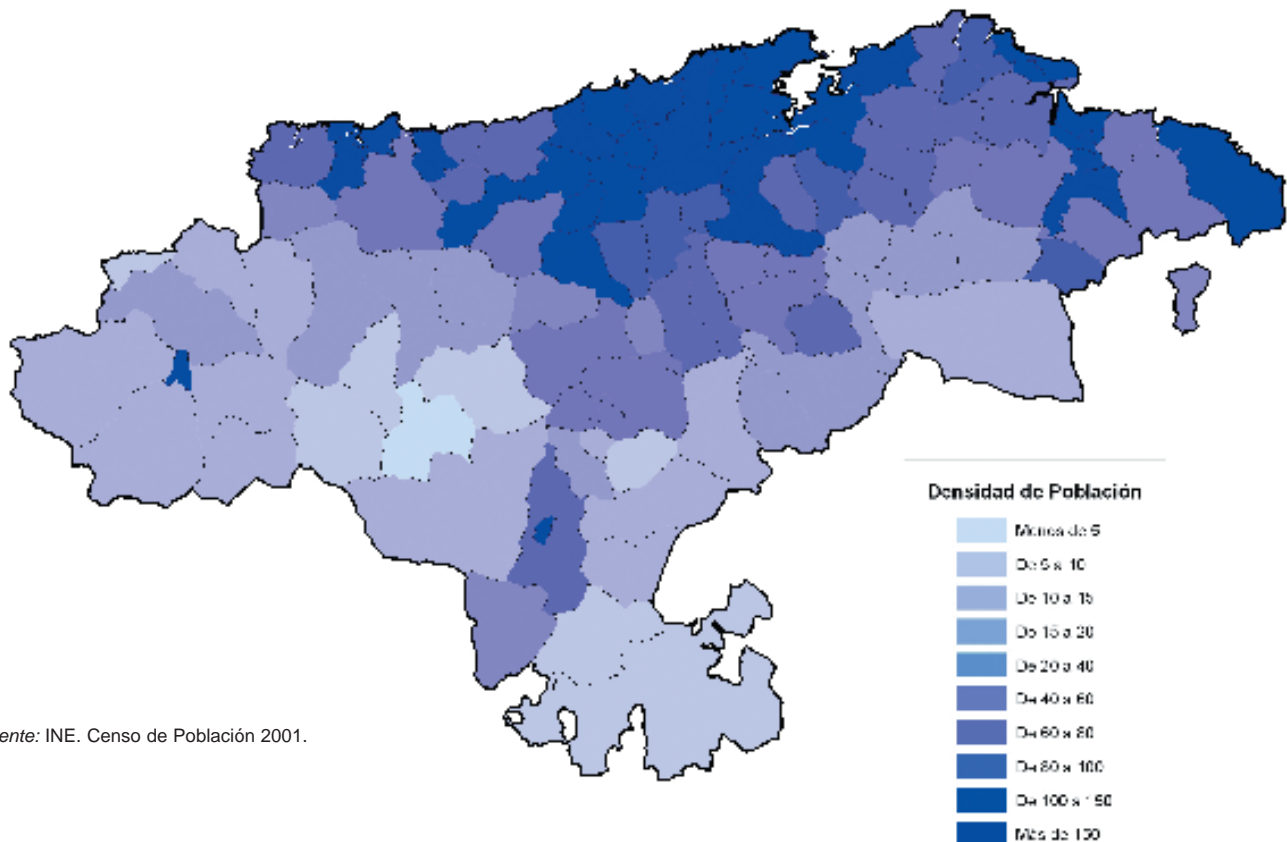 Densidad de Población
Menos de 5
De 5 a 10
De 10 a 15
De 15 a 20
De 20 a 40
De 40 a 60
De 60 a 80
De 80 a 100
De 100 a 150
Más de 150
ente: INE. Censo de Población 2001.